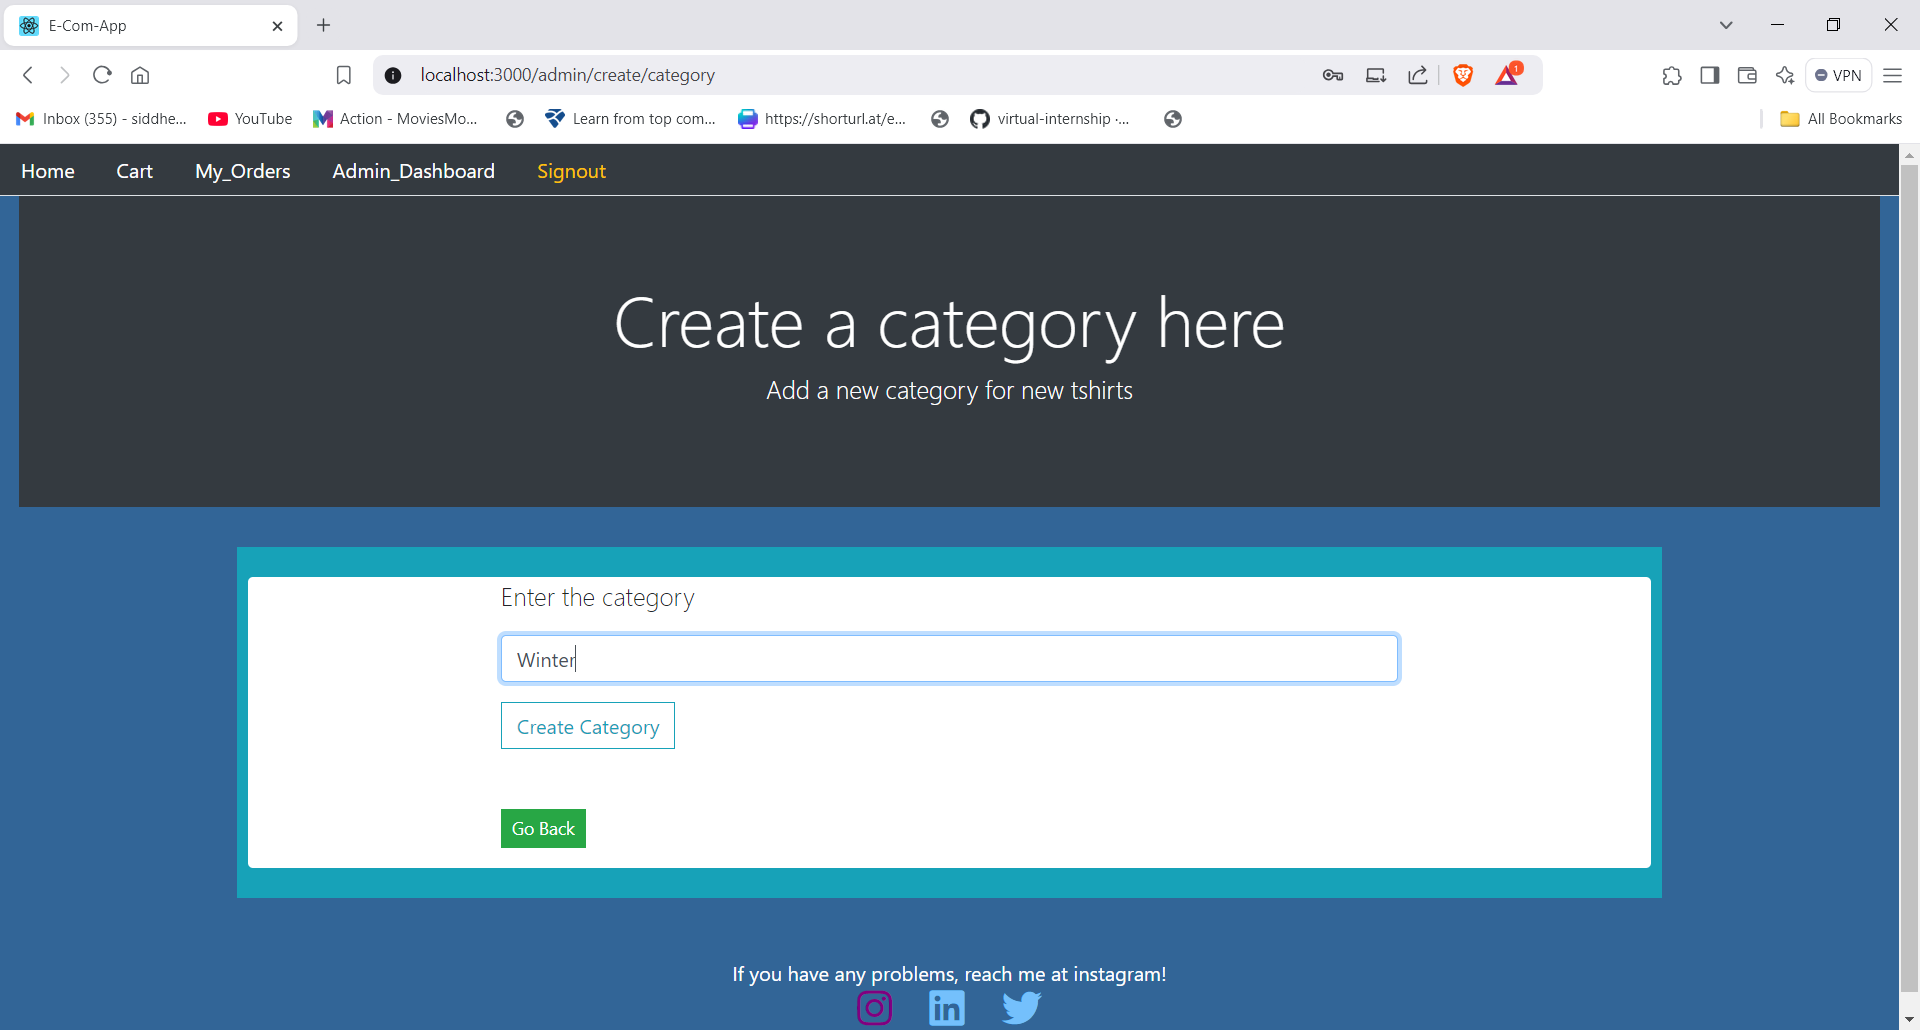 E-Com-App
localhost:3000/admin/create/category
1
VPN
Inbox (355) - siddhe...
YouTube
Action - MoviesMo...
Learn from top com...
https://shorturl.at/e...
virtual-internship ·...
All Bookmarks
Home
Cart
My_Orders
Admin_Dashboard
Signout
Create a category here
Add a new category for new tshirts
Enter the category
Winter
Create Category
Go Back
If you have any problems, reach me at instagram!